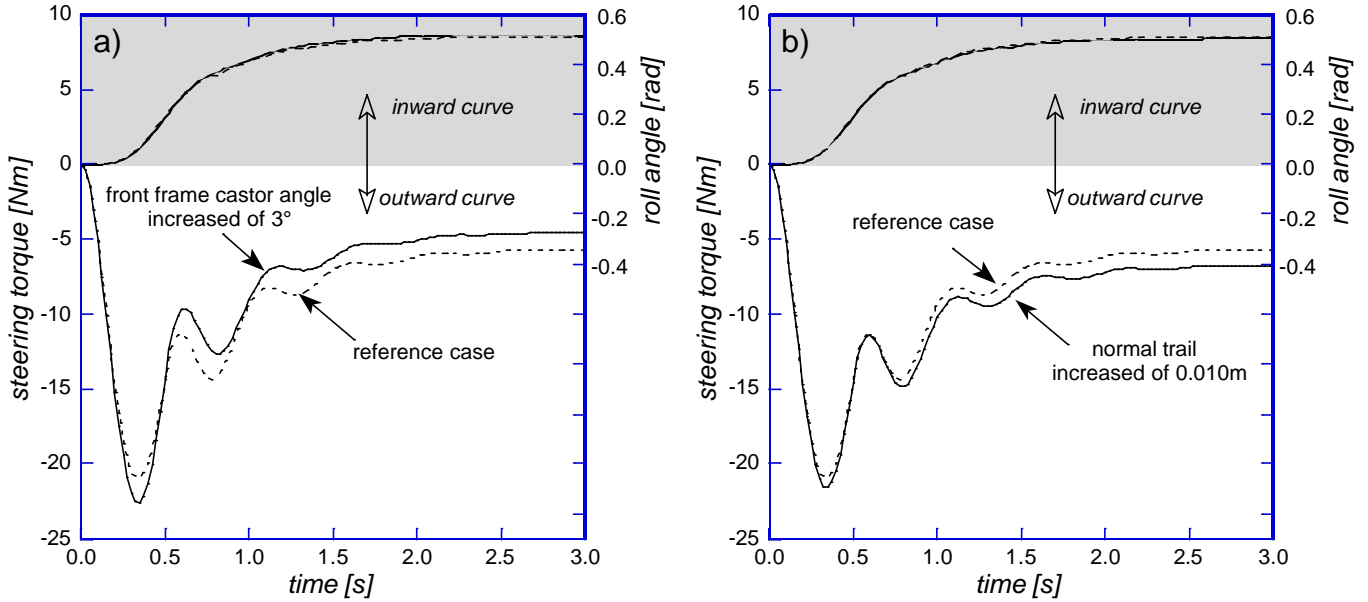 a)
10
5
0
-5
-10
-15
-20
-25
steering torque [Nm]
0.0
0.5
1.0
1.5
2.0
2.5
3.0
time [s]
0.6
0.4
0.2
0.0
-0.2
-0.4
roll angle [rad]
inward curve
outward curve
front frame castor angle
increased of 3°
reference case
b)
10
5
0
-5
-10
-15
-20
-25
steering torque [Nm]
0.0
0.5
1.0
1.5
2.0
2.5
3.0
time [s]
0.6
0.4
0.2
0.0
-0.2
-0.4
roll angle [rad]
inward curve
outward curve
reference case
normal trail
increased of 0.010m